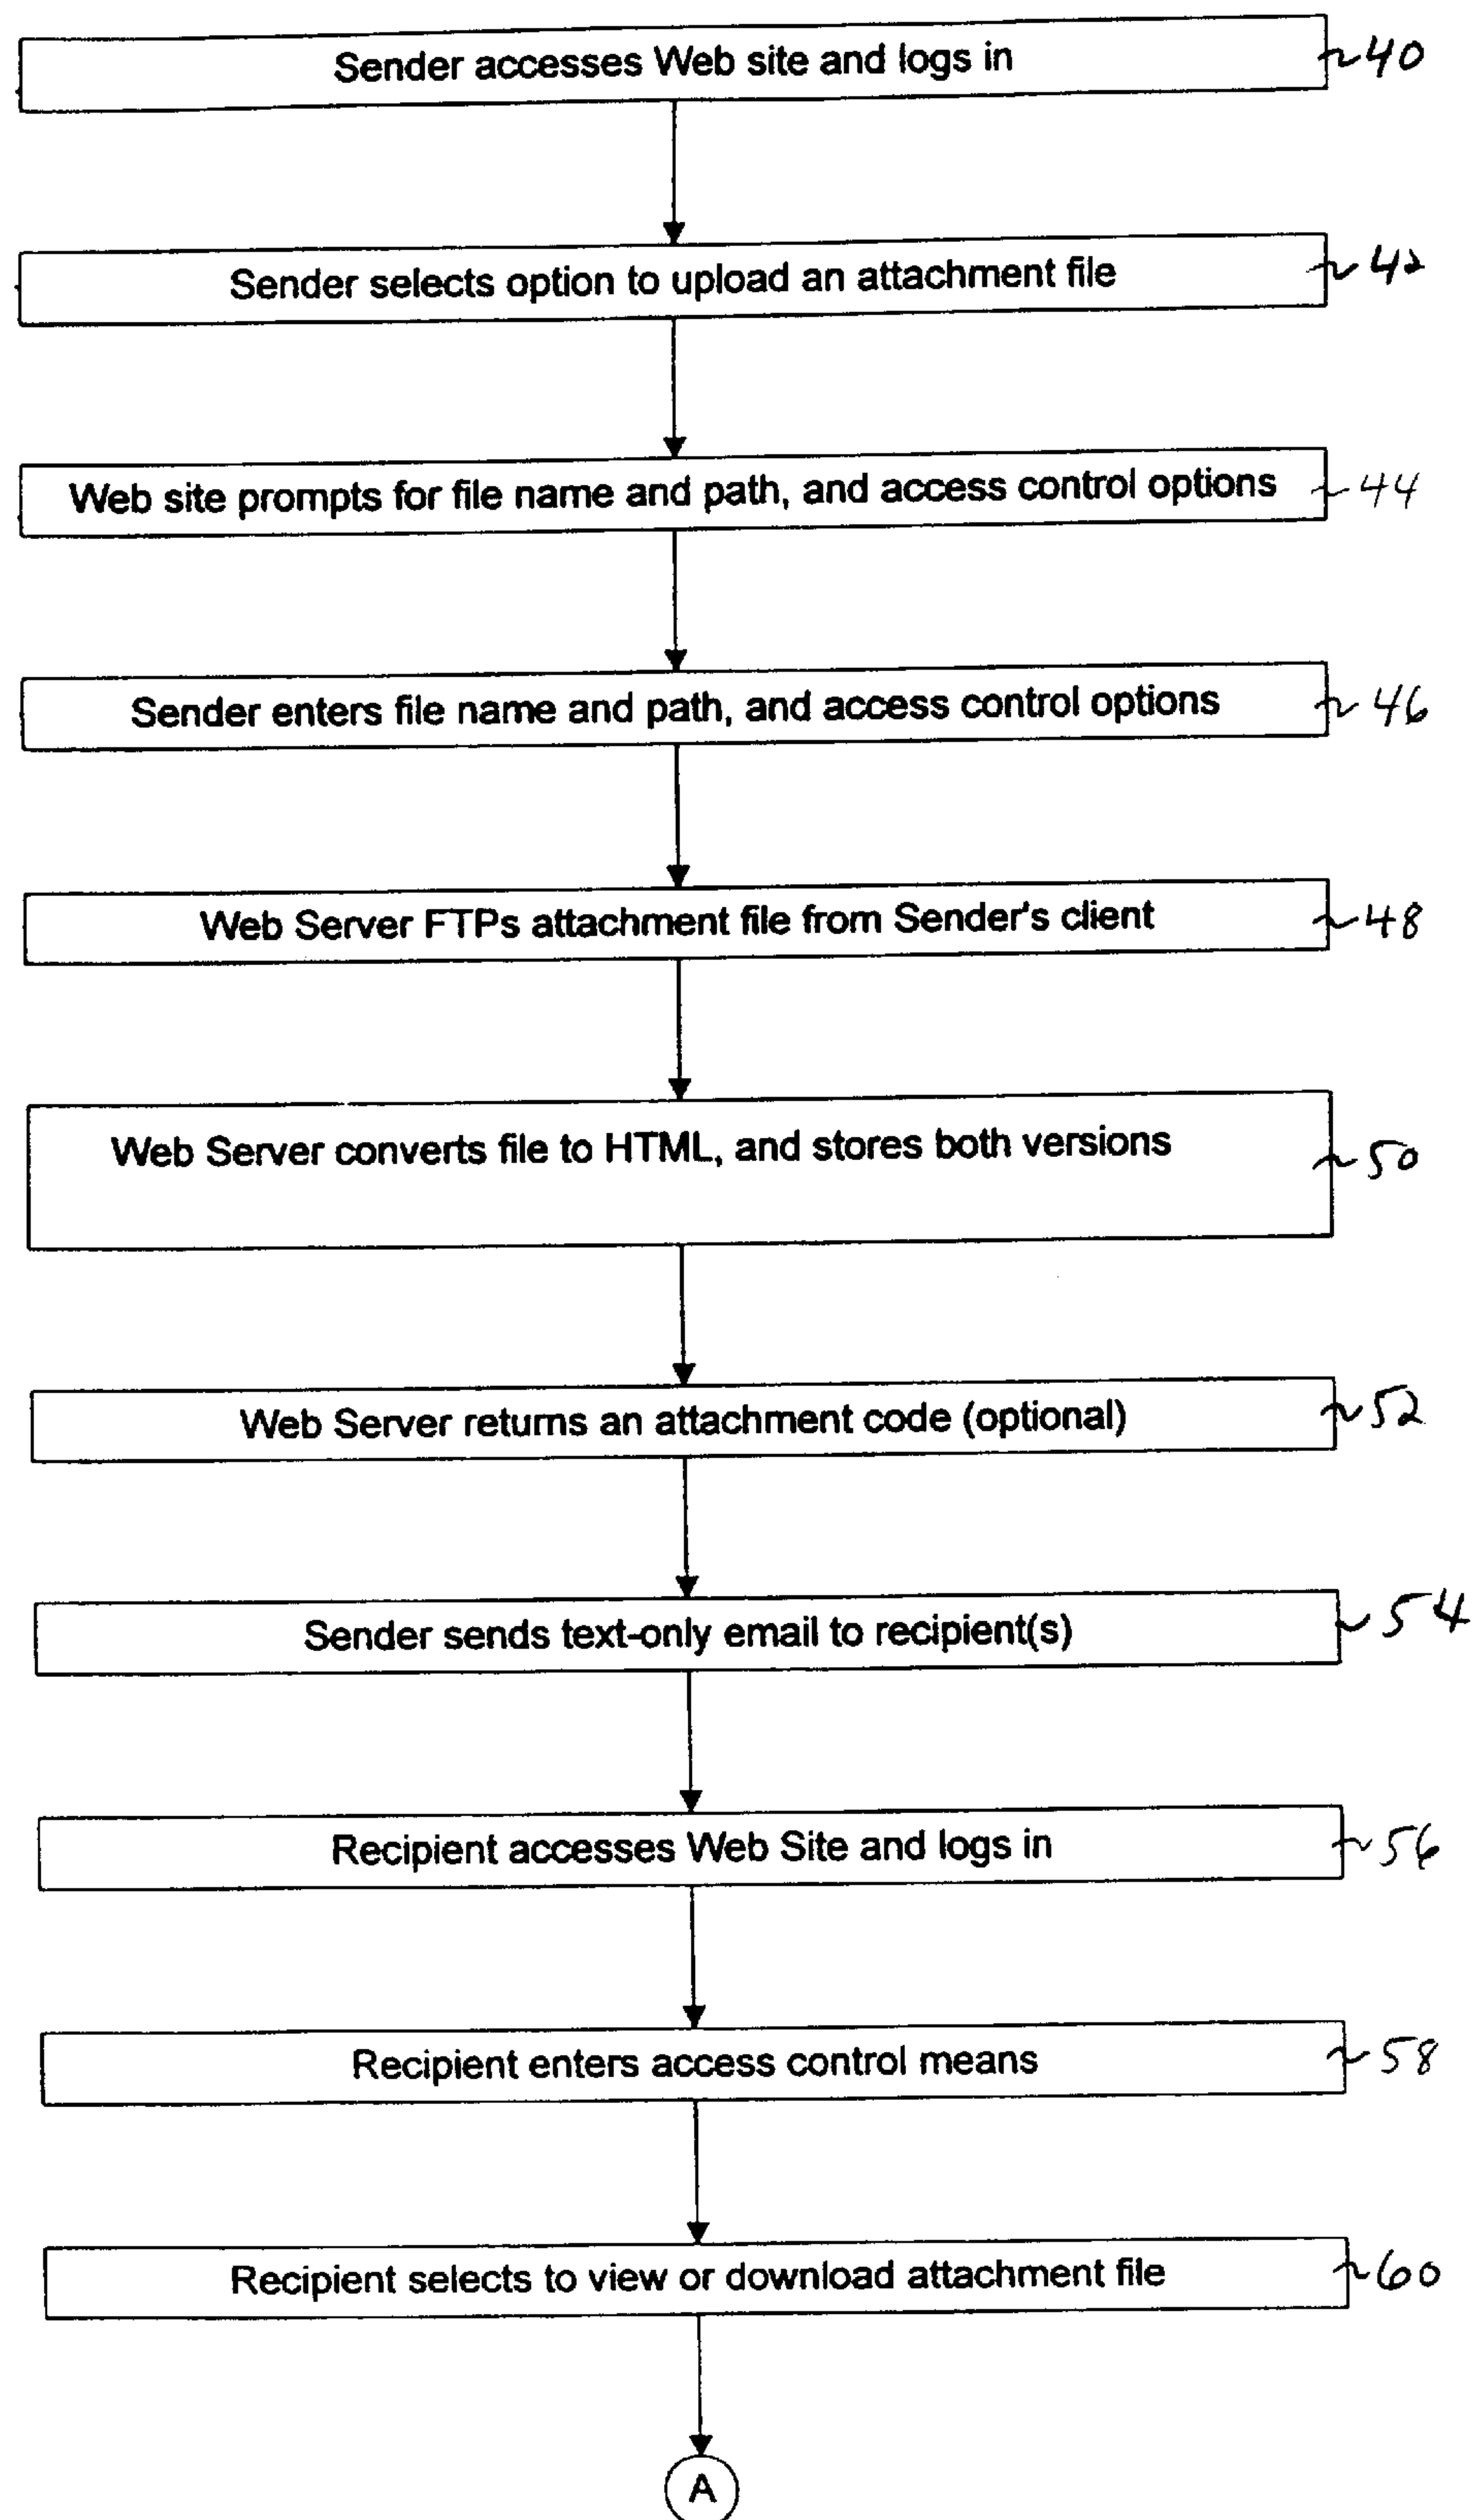 Sender accesses Web site and logs in ~40
Sender selects option to upload an attachment file ~42
Web site prompts for file name and path, and access control options ~44
Sender enters file name and path, and access control options ~46
Web Server FTPs attachment file from Sender's client ~48
Web Server converts file to HTML, and stores both versions ~50
Web Server returns an attachment code (optional) ~52
Sender sends text-only email to recipient(s) ~54
Recipient accesses Web Site and logs in ~56
Recipient enters access control means ~58
Recipient selects to view or download attachment file ~60
A